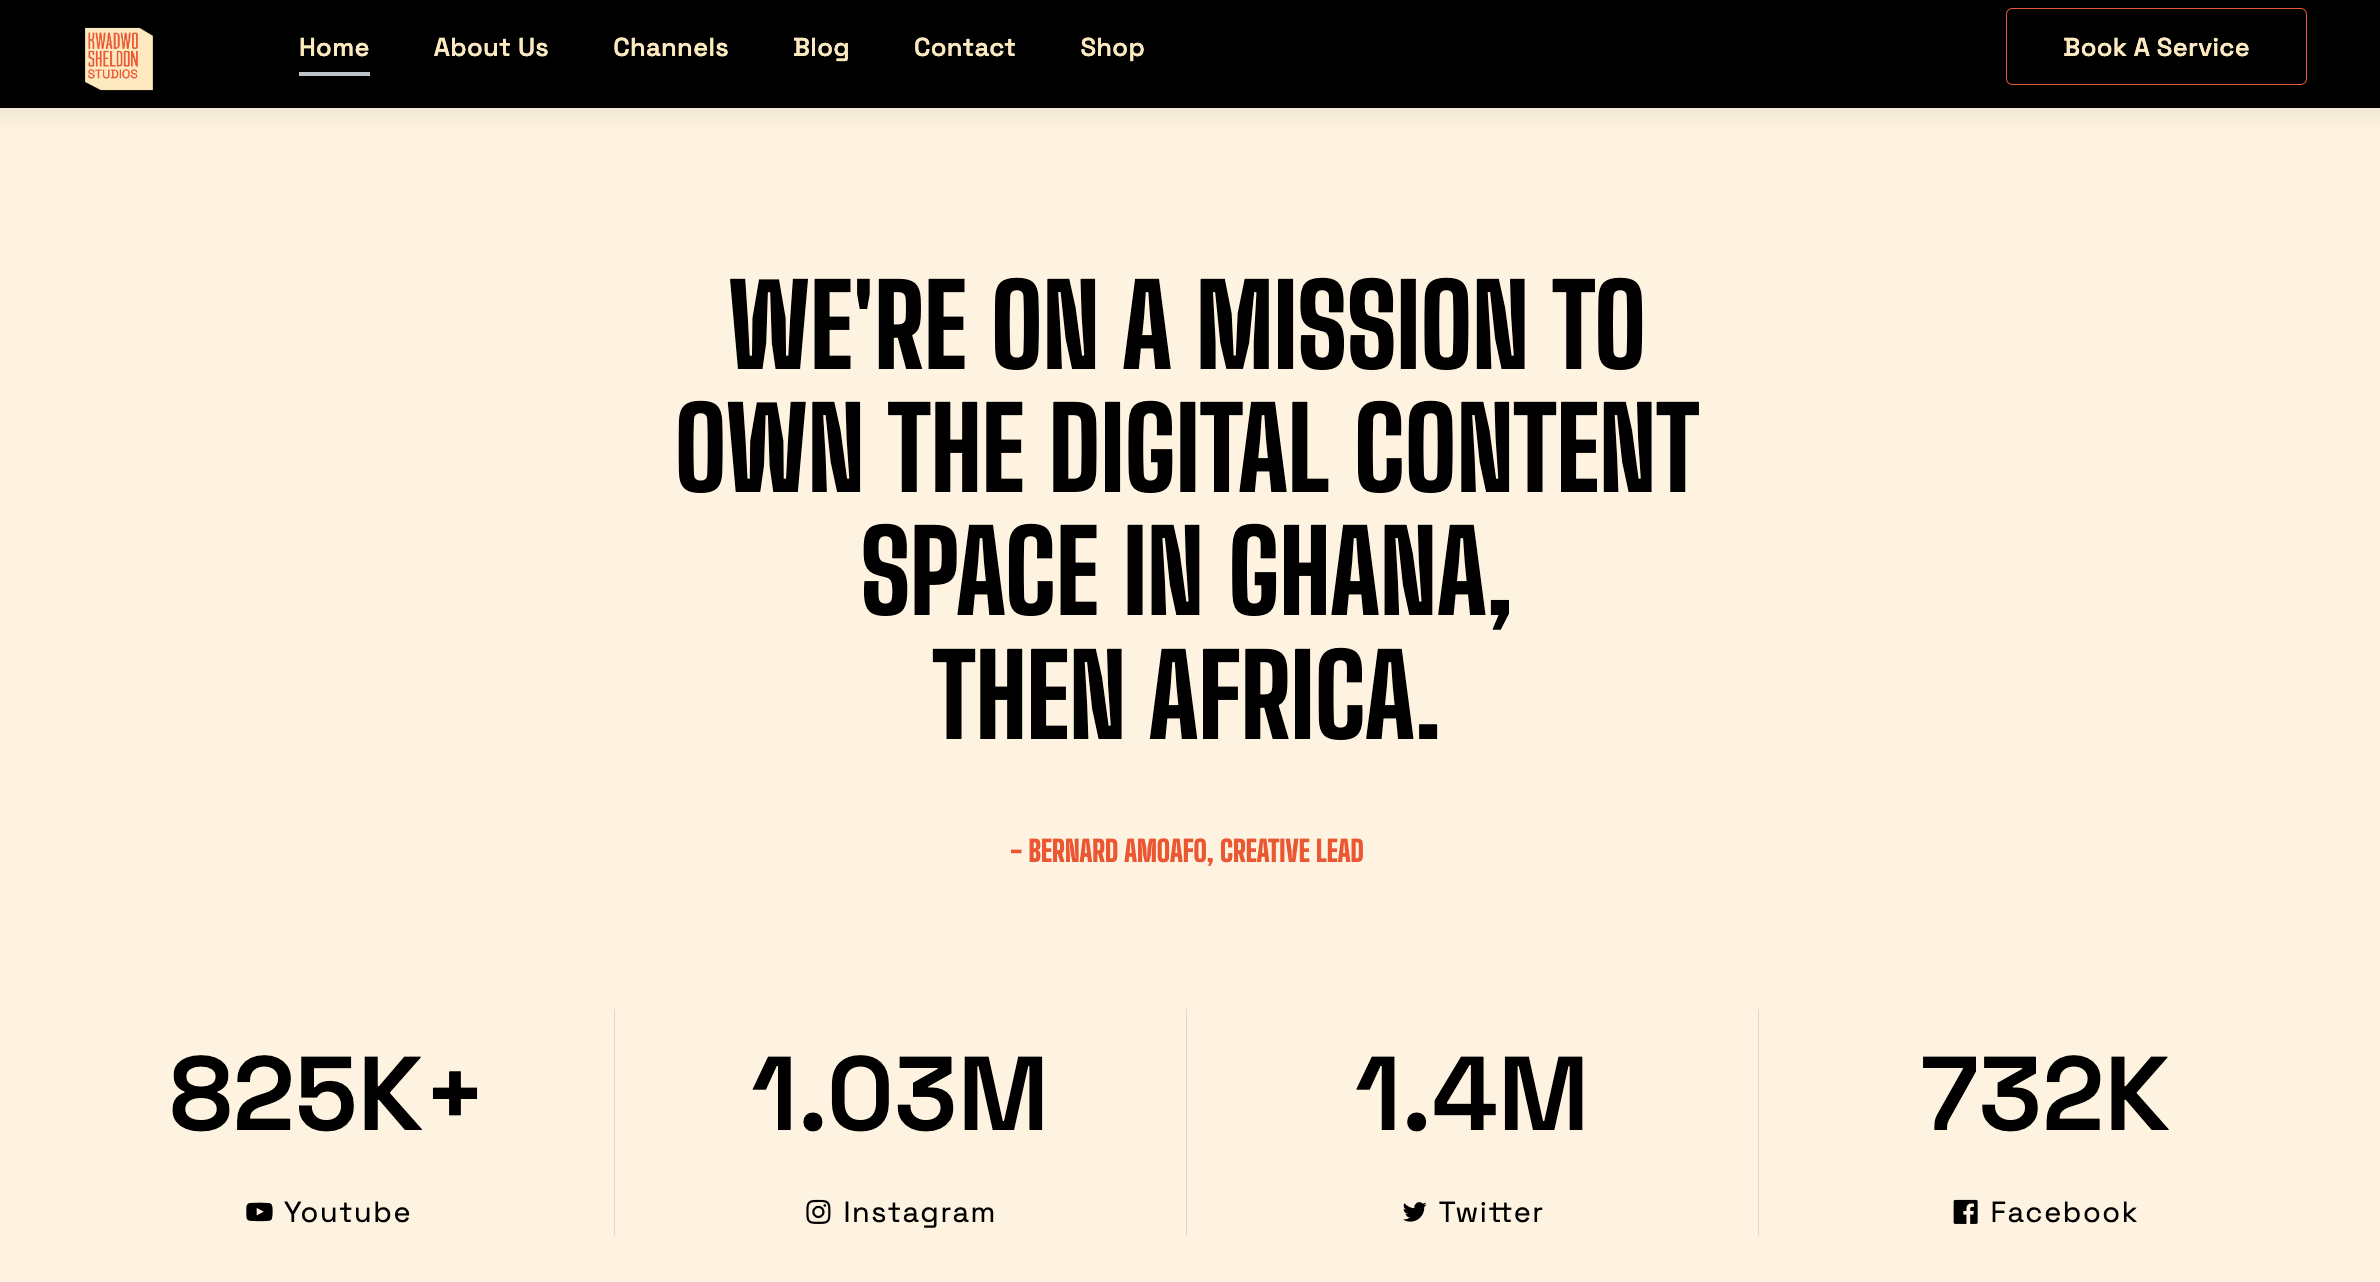 KWADWO
SHELDON
STUDIOS
Home About Us Channels Blog Contact Shop Book A Service
WE'RE ON A MISSION TO
OWN THE DIGITAL CONTENT
SPACE IN GHANA,
THEN AFRICA.
- BERNARD AMOAFO, CREATIVE LEAD
825K+ 1.03M 1.4M 732K
Youtube Instagram Twitter Facebook